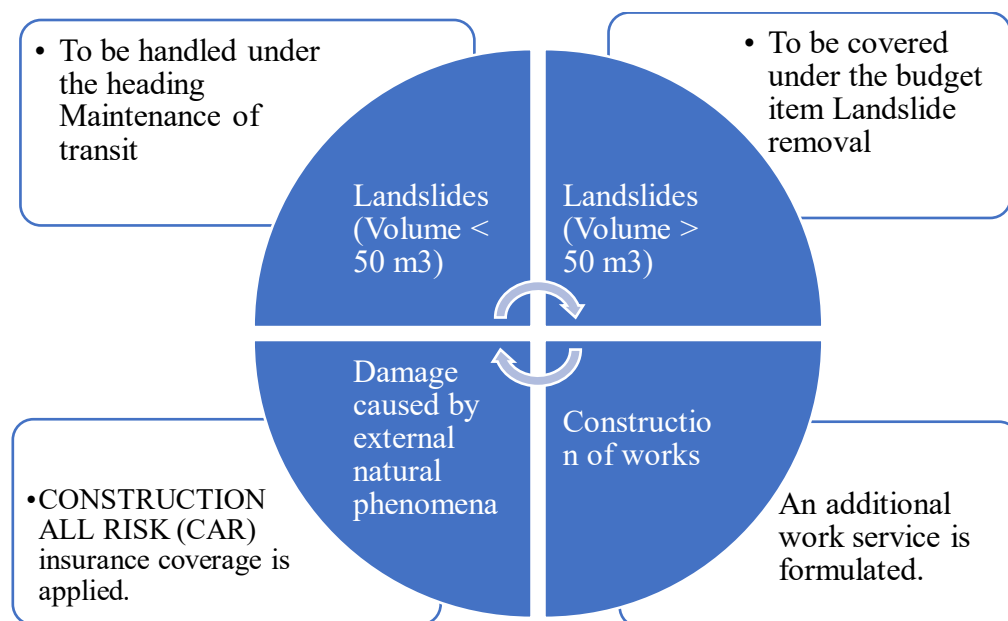 • To be handled under
the heading
Maintenance of
transit
• To be covered
under the budget
item Landslide
removal
Landslides
(Volume <
50 m3)
Landslides
(Volume >
50 m3)
Damage
caused by
external
natural
phenomena
Constructio
n of works
•CONSTRUCTION
ALL RISK (CAR)
insurance coverage is
applied.
An additional
work service is
formulated.